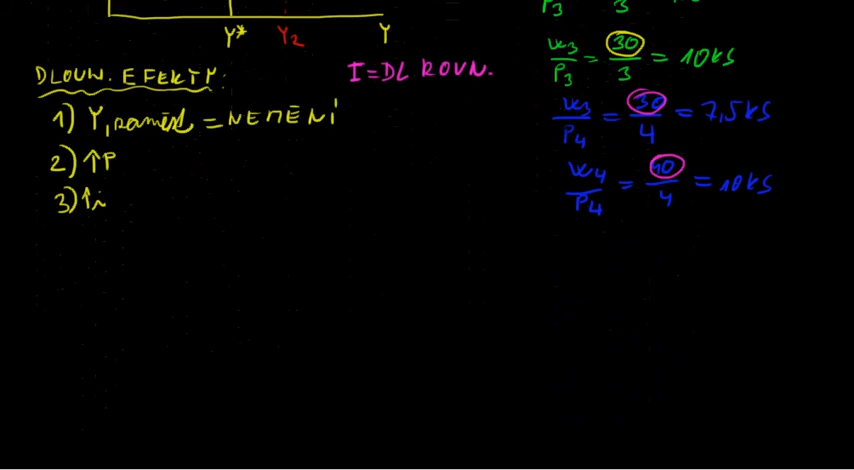 P3 3
Y* Y2 Y
w3/P3 = 30/3 = 10ks
DLOUH. EFEKTY: I = DL ROVN.
1) Y, zaměst = NEMĚNÍ
w3/P4 = 30/4 = 7,5ks
2) ↑P
w4/P4 = 40/4 = 10ks
3) ↑i